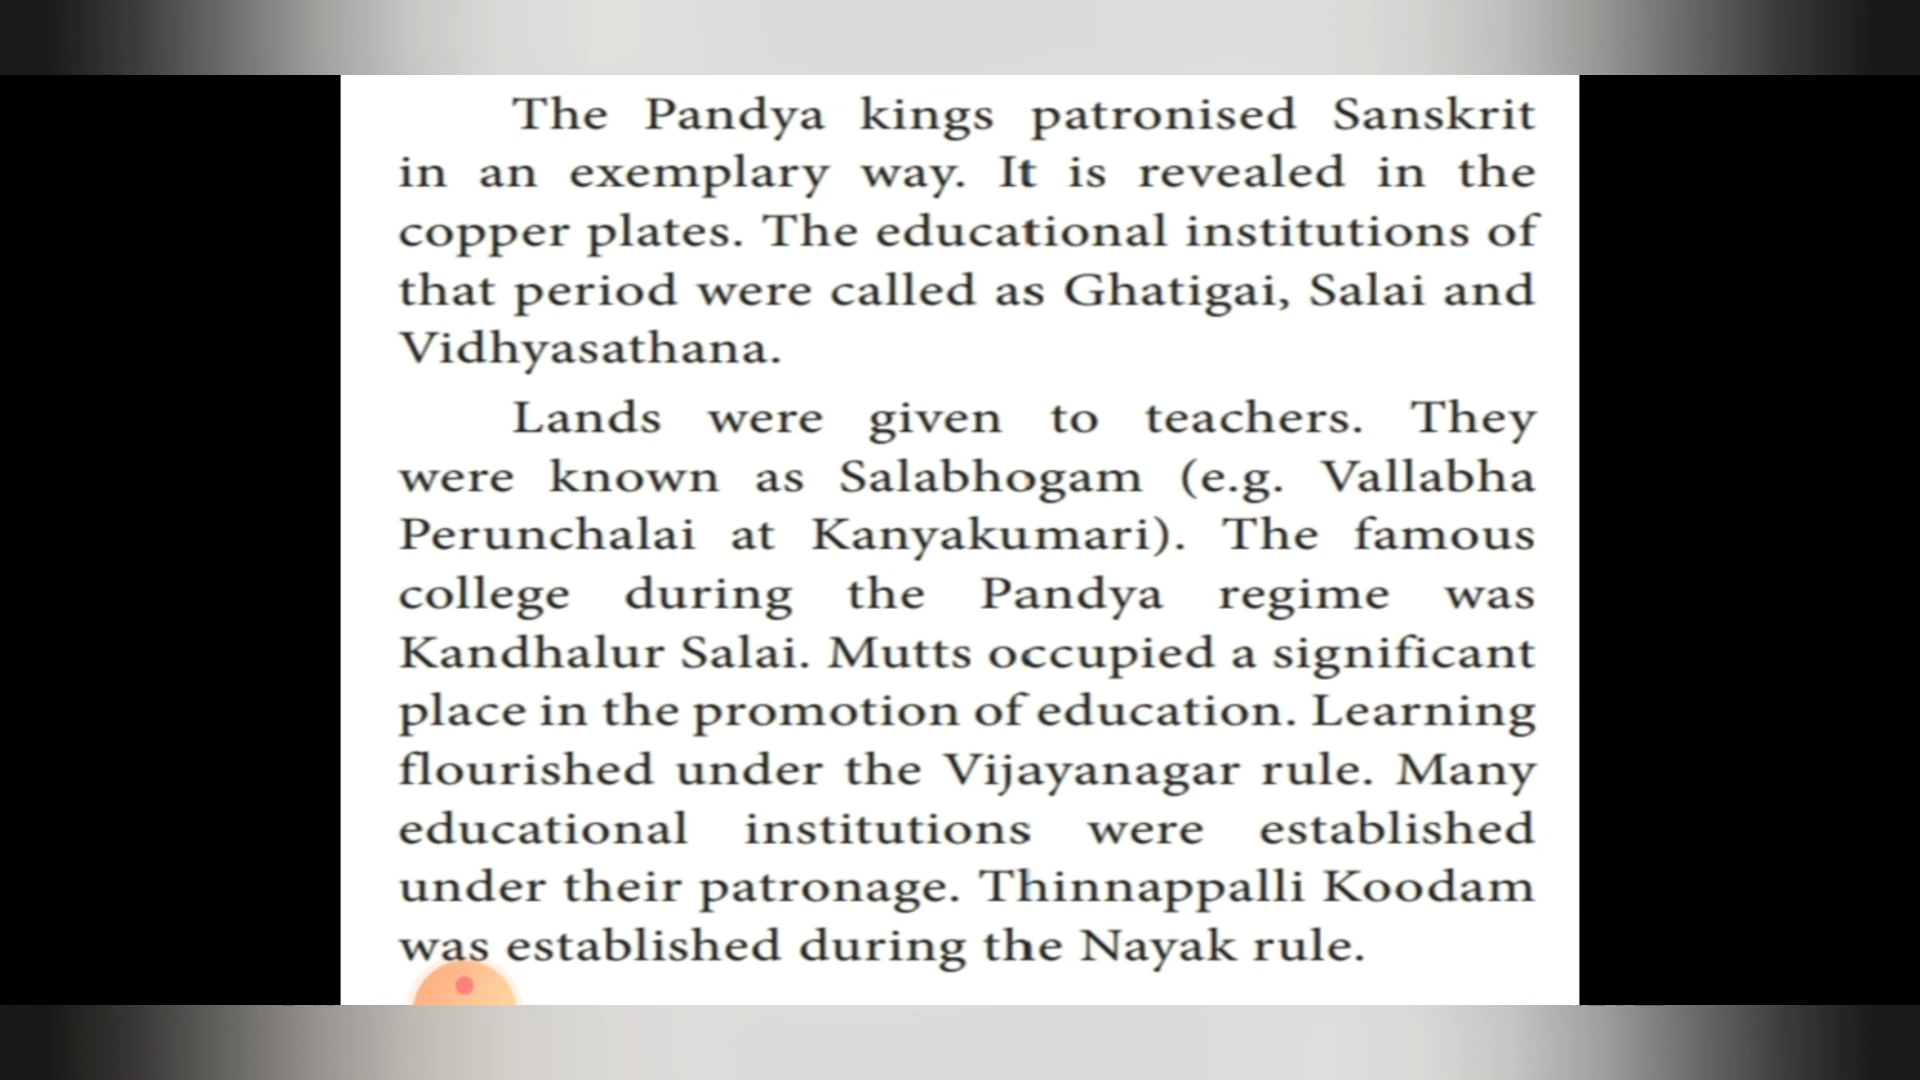 The Pandya kings patronised Sanskrit
in an exemplary way. It is revealed in the
copper plates. The educational institutions of
that period were called as Ghatigai, Salai and
Vidhyasathana.
Lands were given to teachers. They
were known as Salabhogam (e.g. Vallabha
Perunchalai at Kanyakumari). The famous
college during the Pandya regime was
Kandhalur Salai. Mutts occupied a significant
place in the promotion of education. Learning
flourished under the Vijayanagar rule. Many
educational institutions were established
under their patronage. Thinnappalli Koodam
was established during the Nayak rule.